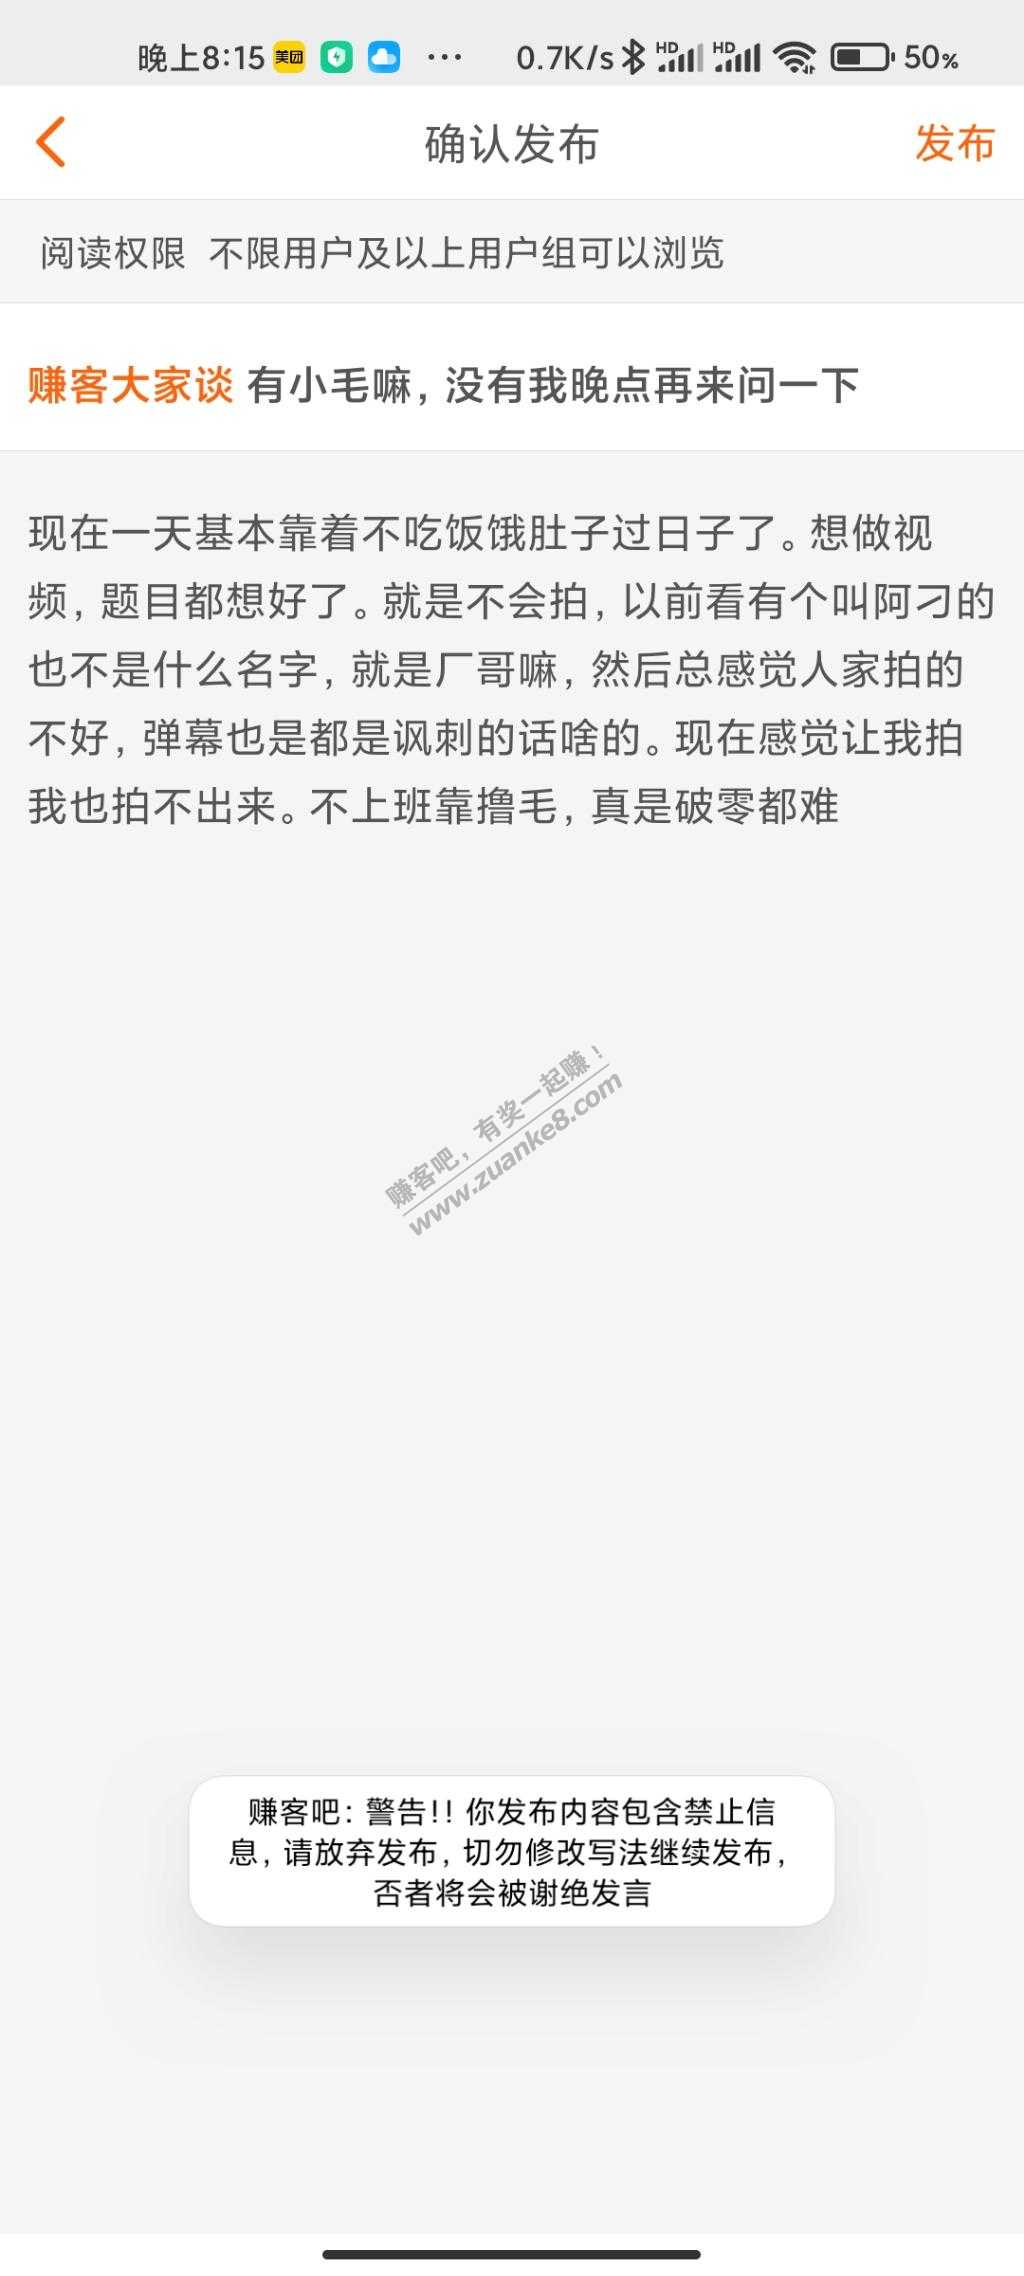 晚上8:15 美团 ··· 0.7K/s HD HD 50%
确认发布 发布
阅读权限 不限用户及以上用户组可以浏览
赚客大家谈 有小毛嘛，没有我晚点再来问一下
现在一天基本靠着不吃饭饿肚子过日子了。想做视
频，题目都想好了。就是不会拍，以前看有个叫阿刁的
也不是什么名字，就是厂哥嘛，然后总感觉人家拍的
不好，弹幕也是都是讽刺的话啥的。现在感觉让我拍
我也拍不出来。不上班靠撸毛，真是破零都难
赚客吧，有奖一起赚！
www.zuanke8.com
赚客吧：警告!! 你发布内容包含禁止信
息，请放弃发布，切勿修改写法继续发布，
否者将会被谢绝发言